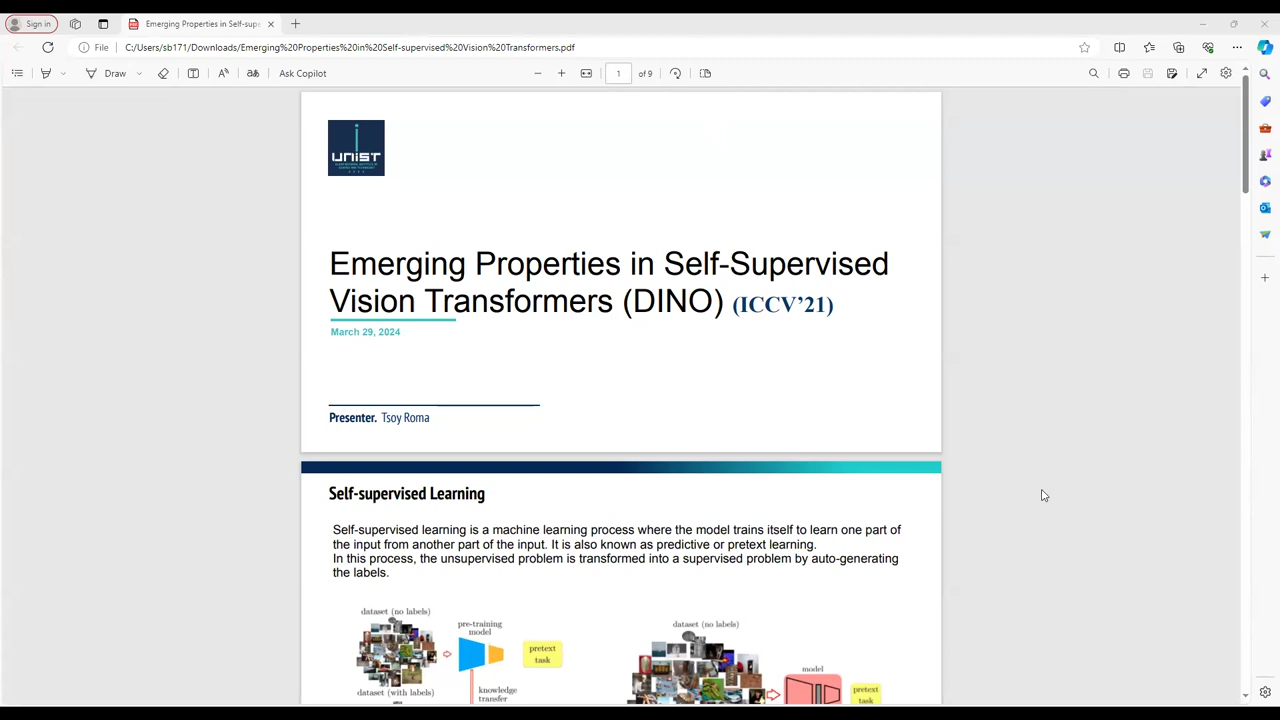 Sign in
Emerging Properties in Self-supe
File
C:/Users/sb171/Downloads/Emerging%20Properties%20in%20Self-supervised%20Vision%20Transformers.pdf
Draw
Ask Copilot
1
of 9
UNIST
Emerging Properties in Self-Supervised
Vision Transformers (DINO) (ICCV'21)
March 29, 2024
Presenter. Tsoy Roma
Self-supervised Learning
Self-supervised learning is a machine learning process where the model trains itself to learn one part of
the input from another part of the input. It is also known as predictive or pretext learning.
In this process, the unsupervised problem is transformed into a supervised problem by auto-generating
the labels.
dataset (no labels)
pre-training
model
pretext
task
dataset (with labels)
knowledge
transfer
dataset (no labels)
model
pretext
task